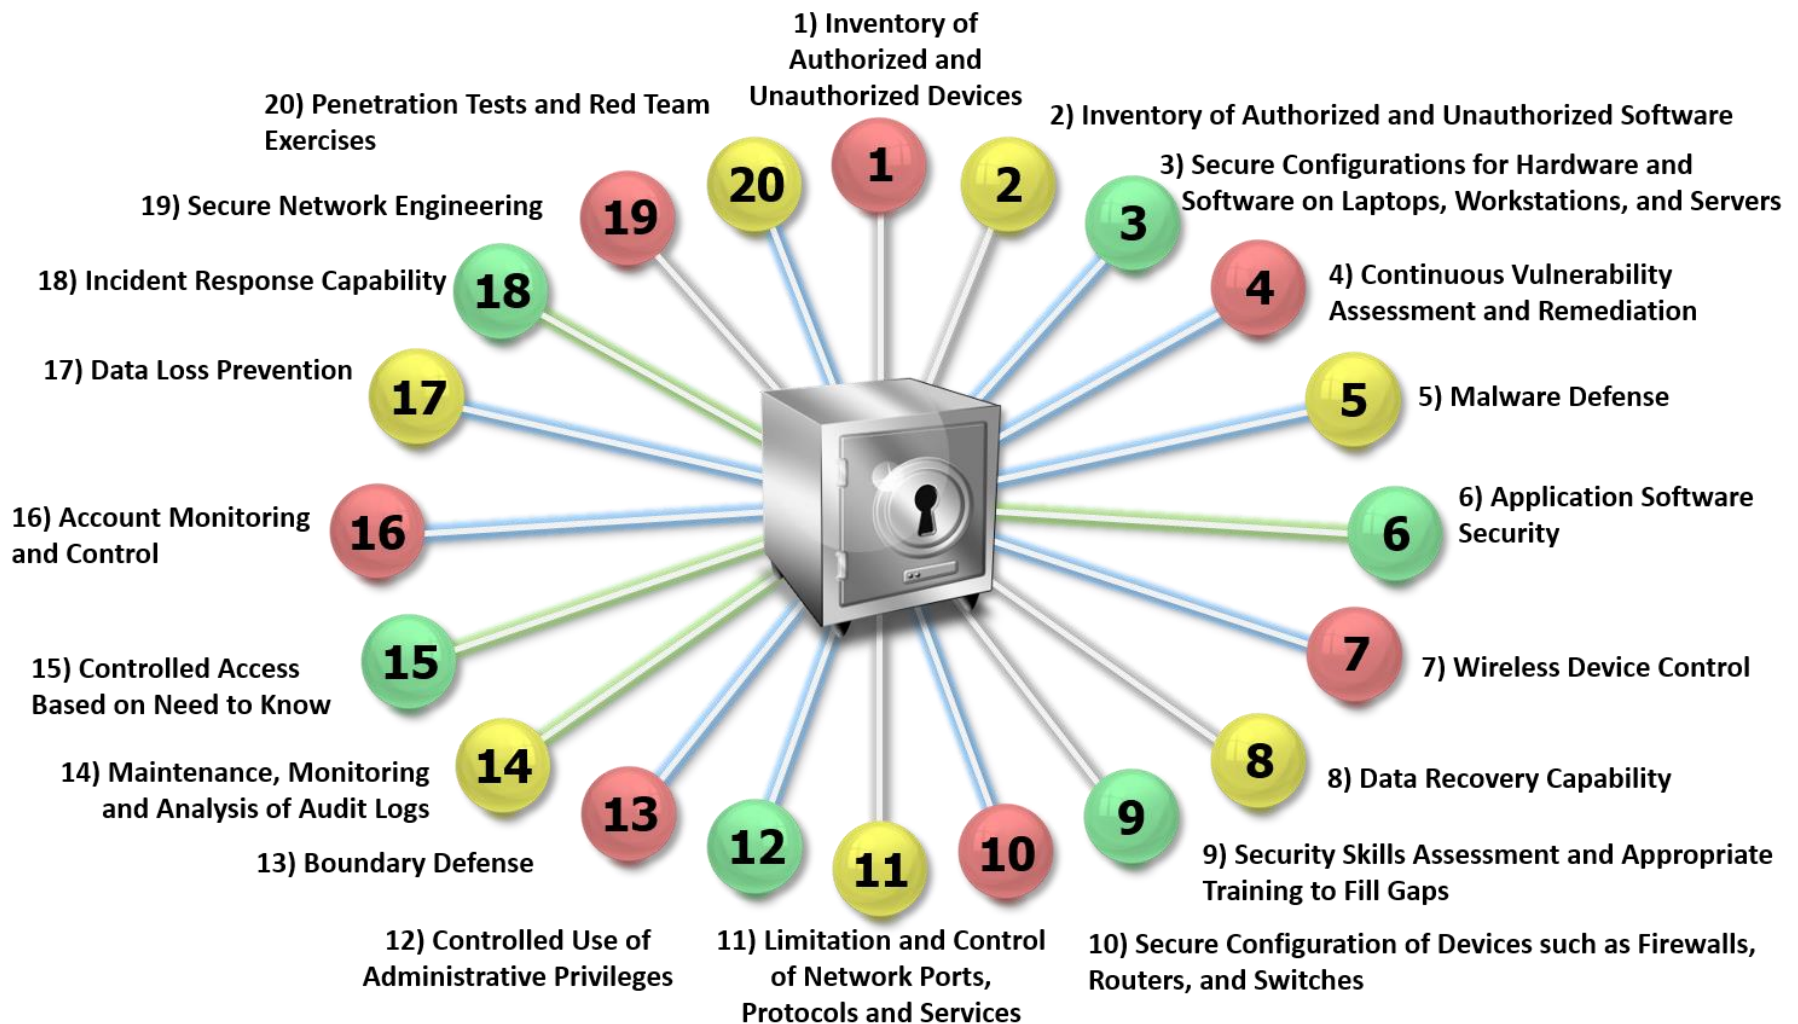 1) Inventory of
Authorized and
Unauthorized Devices
2) Inventory of Authorized and Unauthorized Software
3) Secure Configurations for Hardware and
Software on Laptops, Workstations, and Servers
4) Continuous Vulnerability
Assessment and Remediation
5) Malware Defense
6) Application Software
Security
7) Wireless Device Control
8) Data Recovery Capability
9) Security Skills Assessment and Appropriate
Training to Fill Gaps
10) Secure Configuration of Devices such as Firewalls,
Routers, and Switches
11) Limitation and Control
of Network Ports,
Protocols and Services
12) Controlled Use of
Administrative Privileges
13) Boundary Defense
14) Maintenance, Monitoring
and Analysis of Audit Logs
15) Controlled Access
Based on Need to Know
16) Account Monitoring
and Control
17) Data Loss Prevention
18) Incident Response Capability
19) Secure Network Engineering
20) Penetration Tests and Red Team
Exercises
1
2
3
4
5
6
7
8
9
10
11
12
13
14
15
16
17
18
19
20